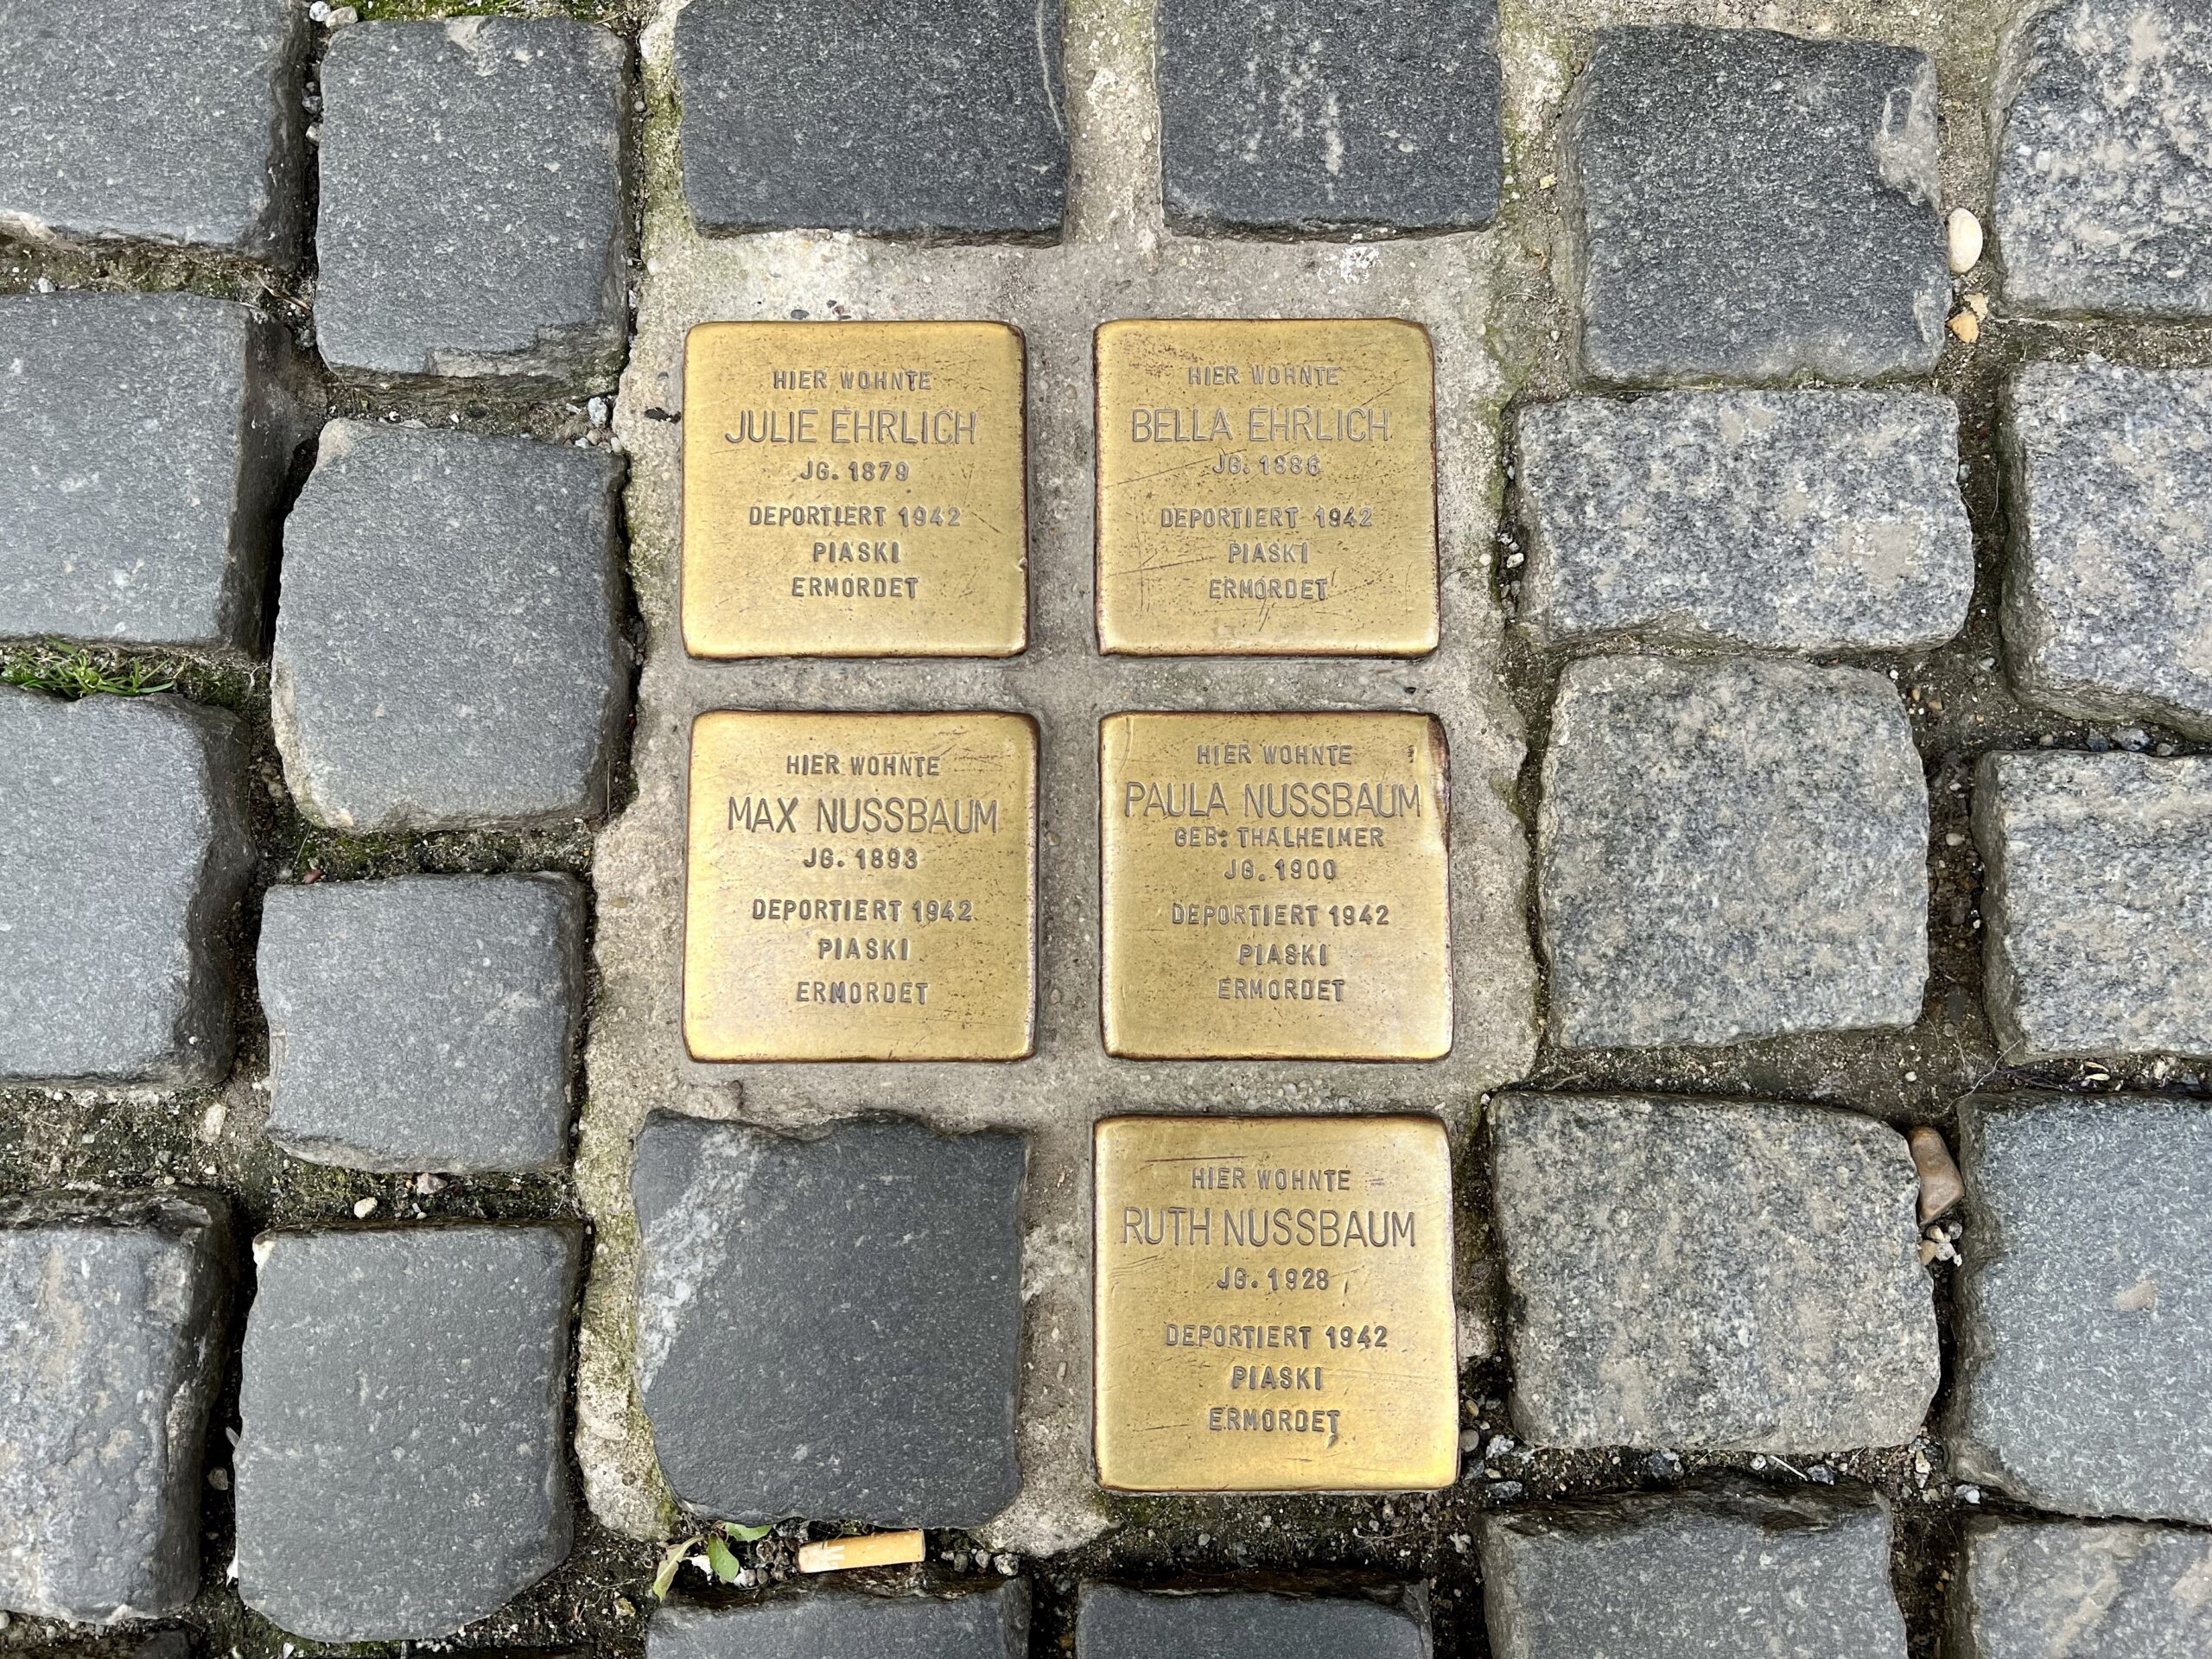 HIER WOHNTE
JULIE EHRLICH
JG. 1879
DEPORTIERT 1942
PIASKI
ERMORDET
HIER WOHNTE
BELLA EHRLICH
JG. 1886
DEPORTIERT 1942
PIASKI
ERMORDET
HIER WOHNTE
MAX NUSSBAUM
JG. 1893
DEPORTIERT 1942
PIASKI
ERMORDET
HIER WOHNTE
PAULA NUSSBAUM
GEB. THALHEIMER
JG. 1900
DEPORTIERT 1942
PIASKI
ERMORDET
HIER WOHNTE
RUTH NUSSBAUM
JG. 1928
DEPORTIERT 1942
PIASKI
ERMORDET